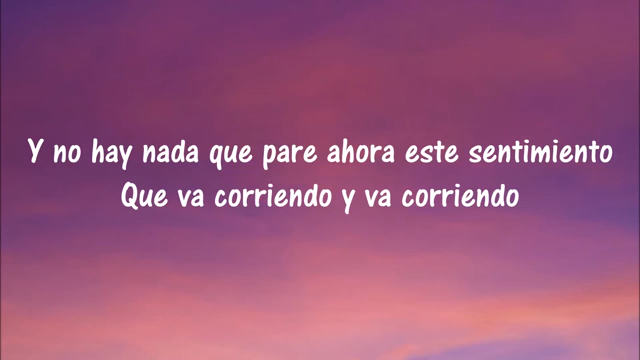 Y no hay nada que pare ahora este sentimiento
Que va corriendo y va corriendo